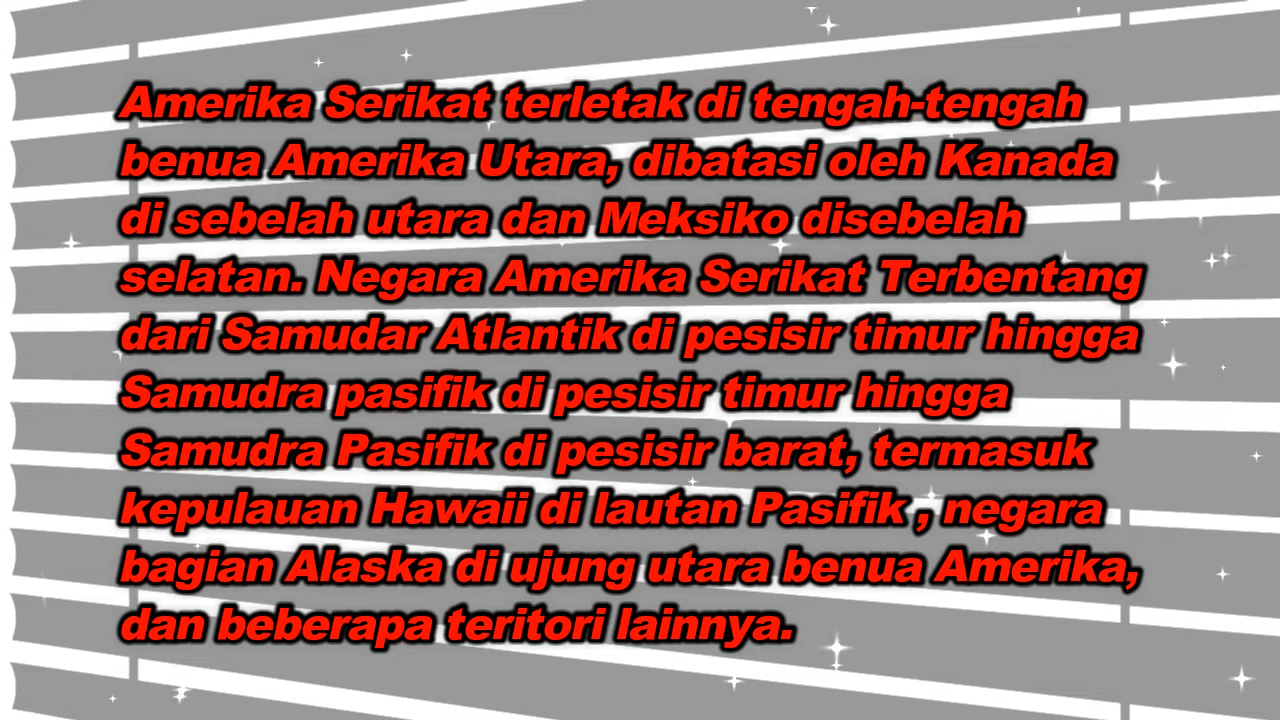 Amerika Serikat terletak di tengah-tengah
benua Amerika Utara, dibatasi oleh Kanada
di sebelah utara dan Meksiko disebelah
selatan. Negara Amerika Serikat Terbentang
dari Samudar Atlantik di pesisir timur hingga
Samudra pasifik di pesisir timur hingga
Samudra Pasifik di pesisir barat, termasuk
kepulauan Hawaii di lautan Pasifik , negara
bagian Alaska di ujung utara benua Amerika,
dan beberapa teritori lainnya.